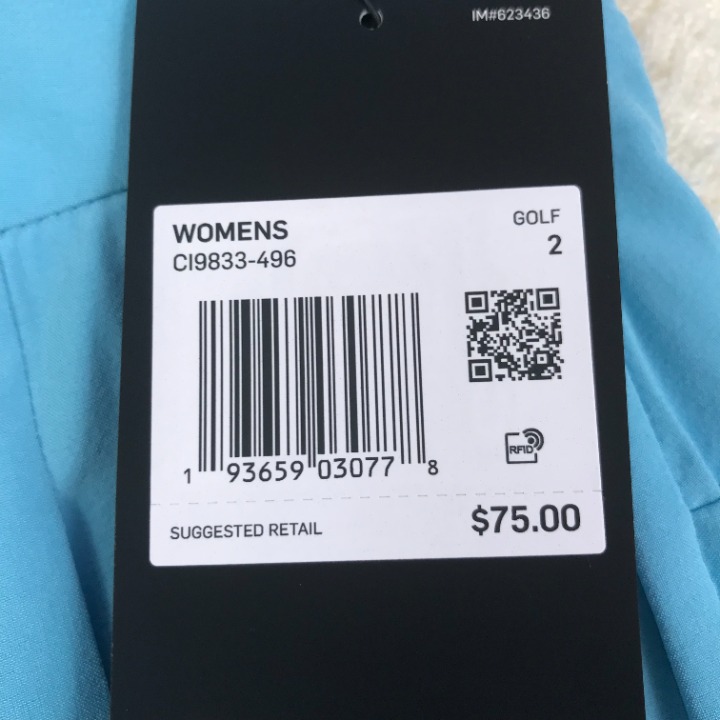 IM#623436
WOMENS
CI9833-496
GOLF
2
1 93659 03077 8
RFID
SUGGESTED RETAIL
$75.00